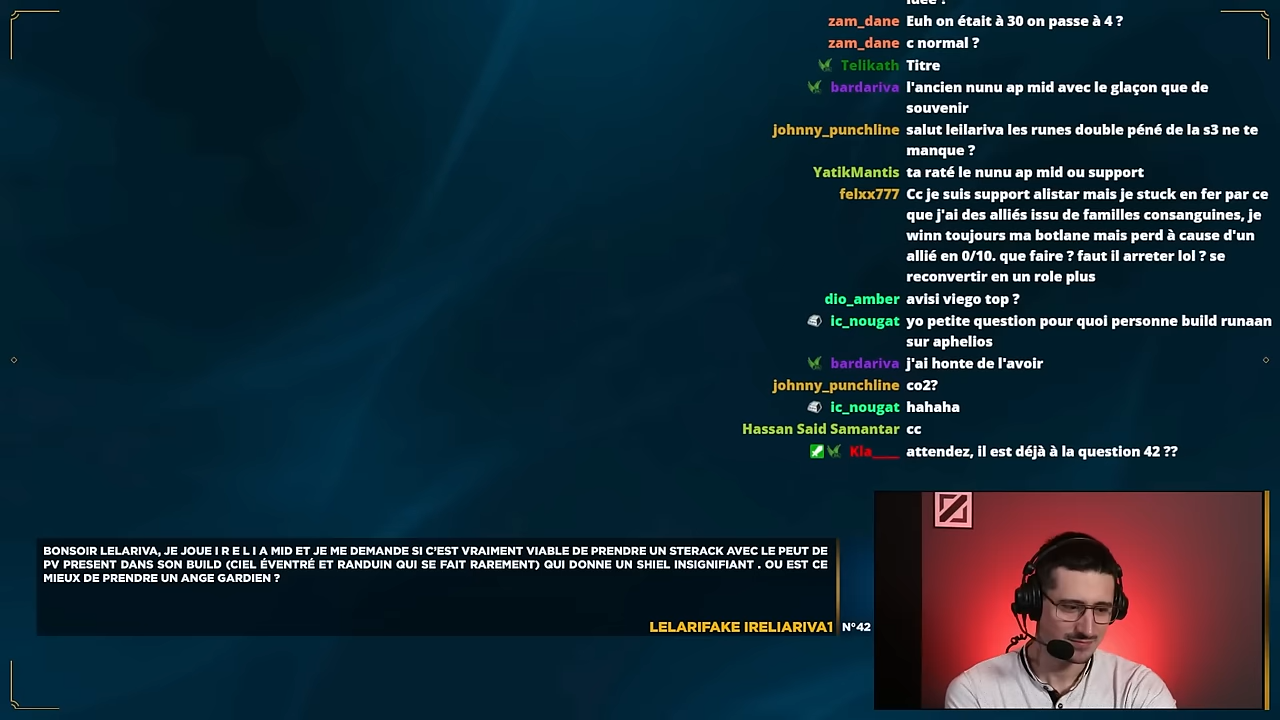 zam_dane Euh on était à 30 on passe à 4 ?
zam_dane c normal ?
Telikath Titre
bardariva l'ancien nunu ap mid avec le glaçon que de
souvenir
johnny_punchline salut leilariva les runes double péné de la s3 ne te
manque ?
YatikMantis ta raté le nunu ap mid ou support
felxx777 Cc je suis support alistar mais je stuck en fer par ce
que j'ai des alliés issu de familles consanguines, je
winn toujours ma botlane mais perd à cause d'un
allié en 0/10. que faire ? faut il arreter lol ? se
reconvertir en un role plus
dio_amber avisi viego top ?
ic_nougat yo petite question pour quoi personne build runaan
sur aphelios
bardariva j'ai honte de l'avoir
johnny_punchline co2?
ic_nougat hahaha
Hassan Said Samantar cc
Kla____ attendez, il est déjà à la question 42 ??
BONSOIR LELARIVA, JE JOUE I R E L I A MID ET JE ME DEMANDE SI C'EST VRAIMENT VIABLE DE PRENDRE UN STERACK AVEC LE PEUT DE
PV PRESENT DANS SON BUILD (CIEL ÉVENTRÉ ET RANDUIN QUI SE FAIT RAREMENT) QUI DONNE UN SHIEL INSIGNIFIANT . OU EST CE
MIEUX DE PRENDRE UN ANGE GARDIEN ?
LELARIFAKE IRELIARIVA1 N°42